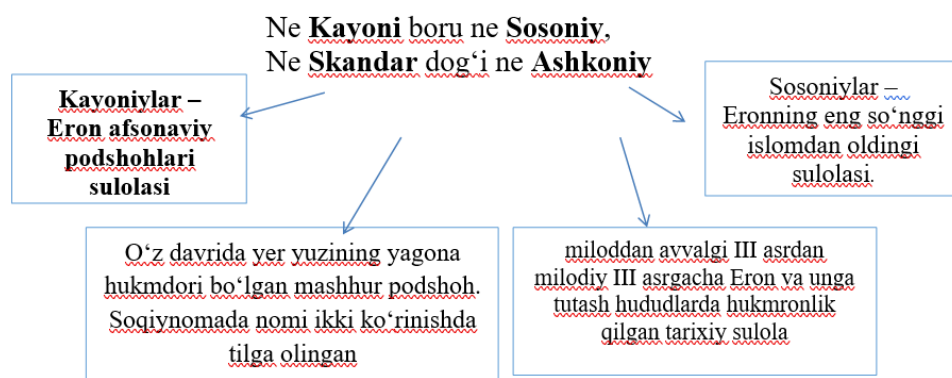 Ne Kayoni boru ne Sosoniy,
Ne Skandar dog‘i ne Ashkoniy
Kayoniylar –
Eron afsonaviy
podshohlari
sulolasi
Sosoniylar –
Eronning eng so‘nggi
islomdan oldingi
sulolasi.
O‘z davrida yer yuzining yagona
hukmdori bo‘lgan mashhur podshoh.
Soqiynomada nomi ikki ko‘rinishda
tilga olingan
miloddan avvalgi III asrdan
milodiy III asrgacha Eron va unga
tutash hududlarda hukmronlik
qilgan tarixiy sulola